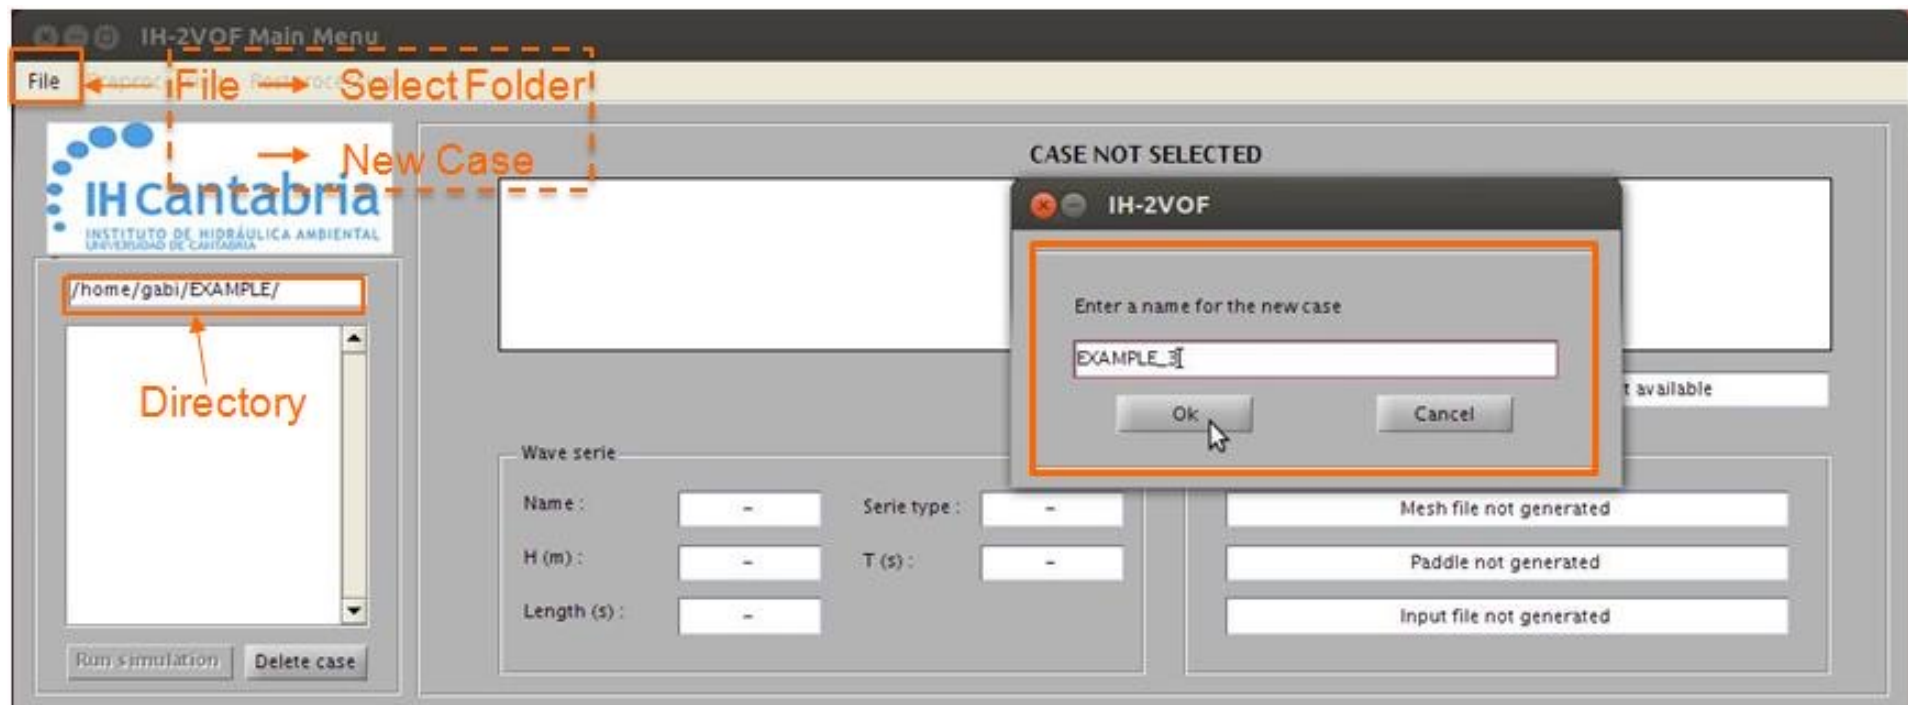 IH-2VOF Main Menu
File
File → Select Folder
→ New Case
IHcantabria
INSTITUTO DE HIDRÁULICA AMBIENTAL
UNIVERSIDAD DE CANTABRIA
CASE NOT SELECTED
IH-2VOF
/home/gabi/EXAMPLE/
Directory
Enter a name for the new case
EXAMPLE_3
Ok
Cancel
t available
Wave serie
Name :
-
Serie type :
-
Mesh file not generated
H (m) :
-
T (s) :
-
Paddle not generated
Length (s) :
-
Input file not generated
Run simulation
Delete case